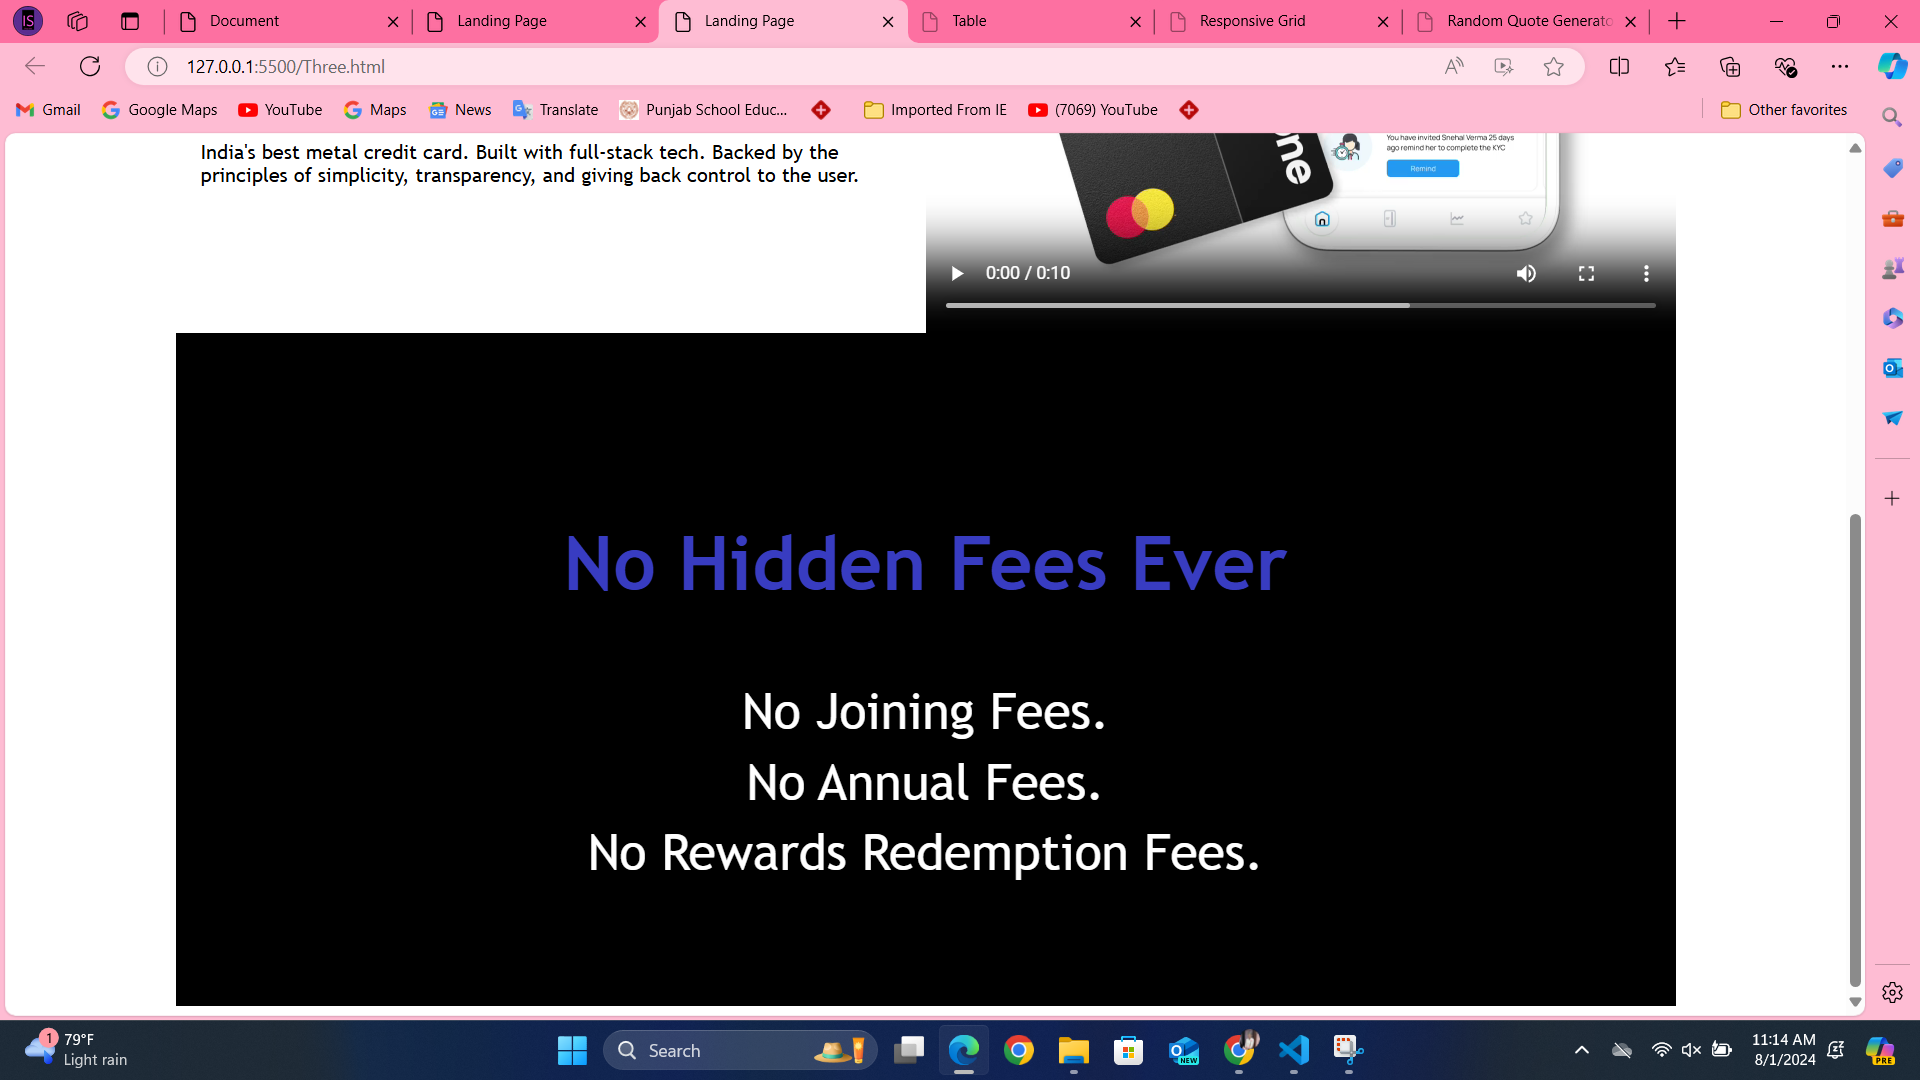 Document
Landing Page
Landing Page
Table
Responsive Grid
Random Quote Generato
127.0.0.1:5500/Three.html
Gmail
Google Maps
YouTube
Maps
News
Translate
Punjab School Educ...
Imported From IE
(7069) YouTube
Other favorites
India's best metal credit card. Built with full-stack tech. Backed by the
principles of simplicity, transparency, and giving back control to the user.
one
You have invited Snehal Verma 25 days
ago remind her to complete the KYC
Remind
0:00 / 0:10
No Hidden Fees Ever
No Joining Fees.
No Annual Fees.
No Rewards Redemption Fees.
1
79°F
Light rain
Search
NEW
11:14 AM
8/1/2024
PRE